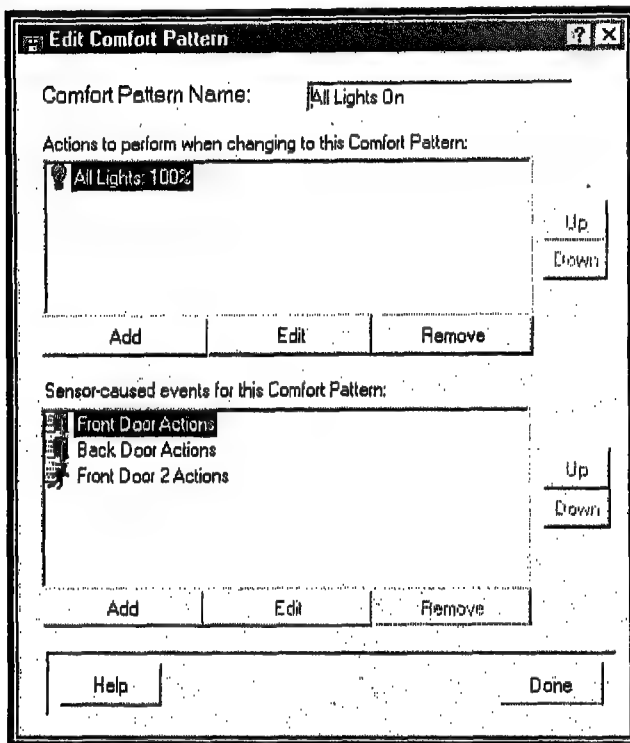 Edit Comfort Pattern
Comfort Pattern Name: All Lights On
Actions to perform when changing to this Comfort Pattern:
All Lights: 100%
Up
Down
Add Edit Remove
Sensor-caused events for this Comfort Pattern:
Front Door Actions
Back Door Actions
Front Door 2 Actions
Up
Down
Add Edit Remove
Help Done